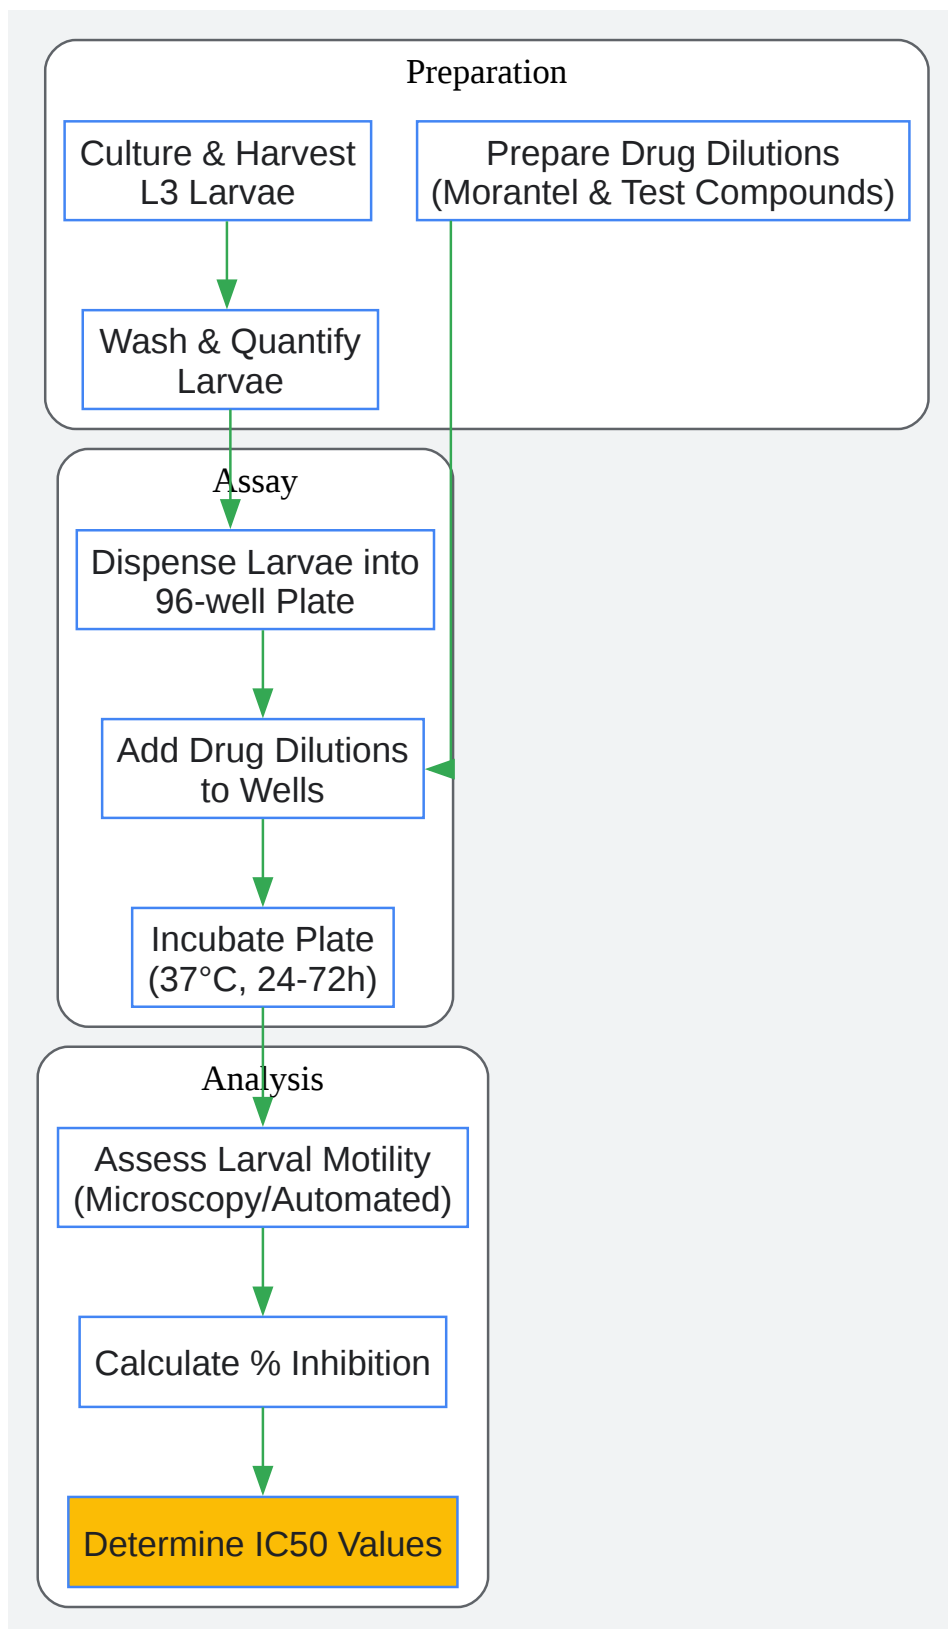 Preparation
Culture & Harvest
L3 Larvae
Prepare Drug Dilutions
(Morantel & Test Compounds)
Wash & Quantify
Larvae
Assay
Dispense Larvae into
96-well Plate
Add Drug Dilutions
to Wells
Incubate Plate
(37°C, 24-72h)
Analysis
Assess Larval Motility
(Microscopy/Automated)
Calculate % Inhibition
Determine IC50 Values